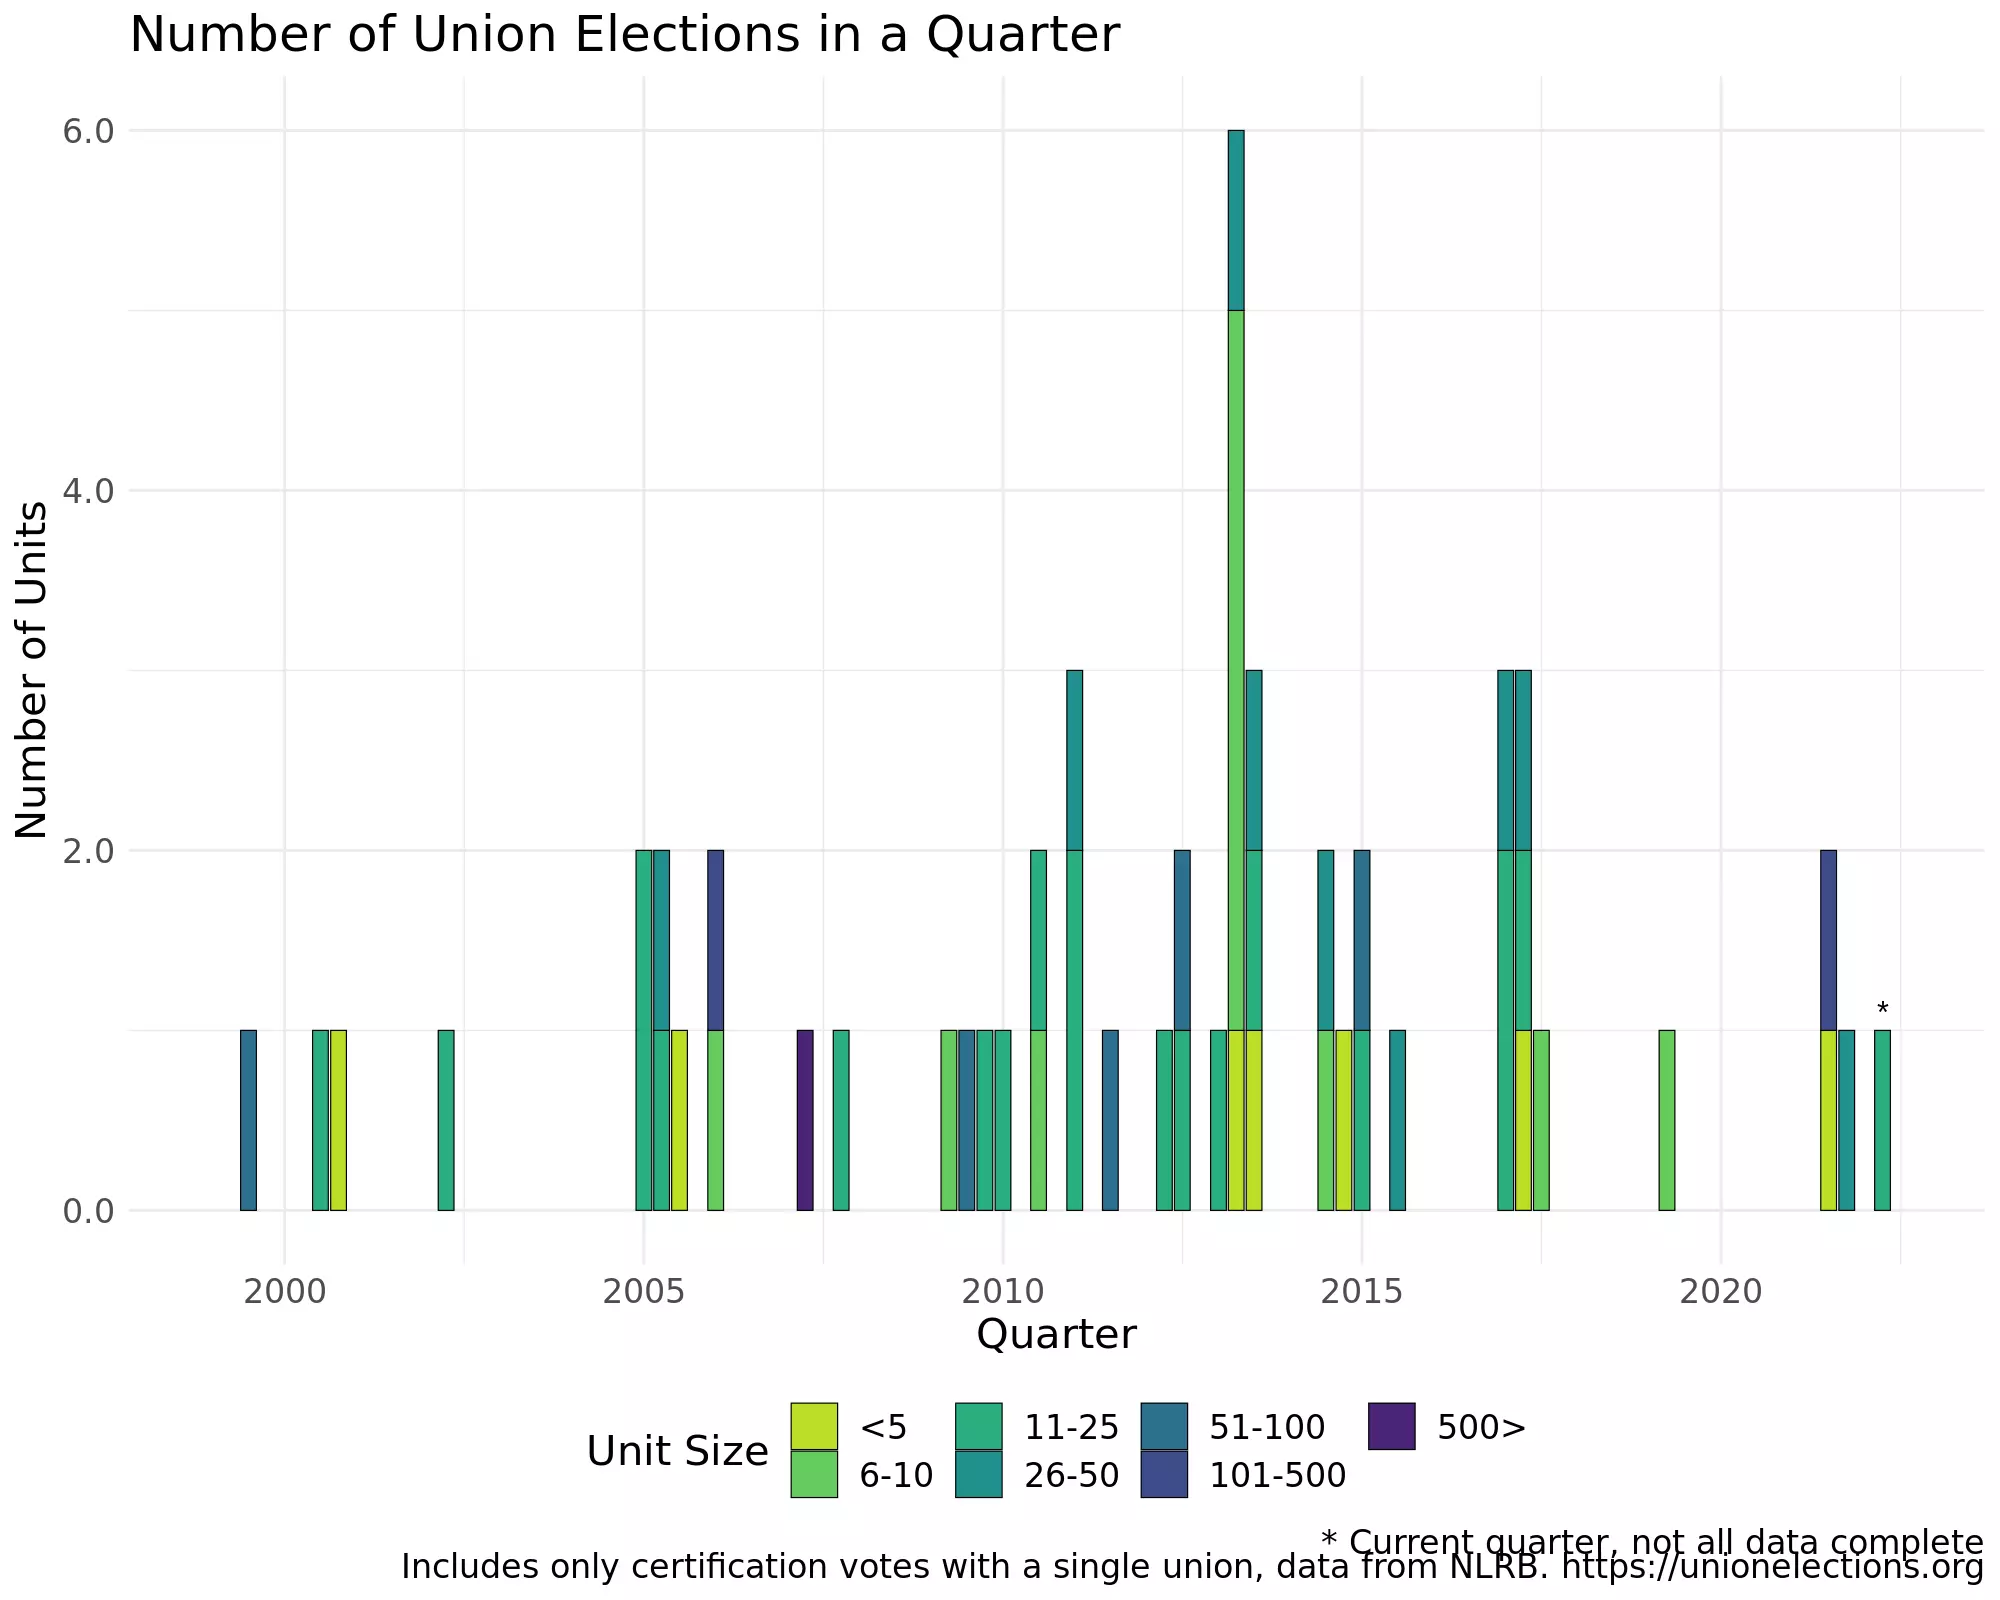 Number of Union Elections in a Quarter
6.0
4.0
2.0
0.0
Number of Units
*
2000 2005 2010 2015 2020
Quarter
Unit Size
<5 11-25 51-100 500>
6-10 26-50 101-500
* Current quarter, not all data complete
Includes only certification votes with a single union, data from NLRB. https://unionelections.org